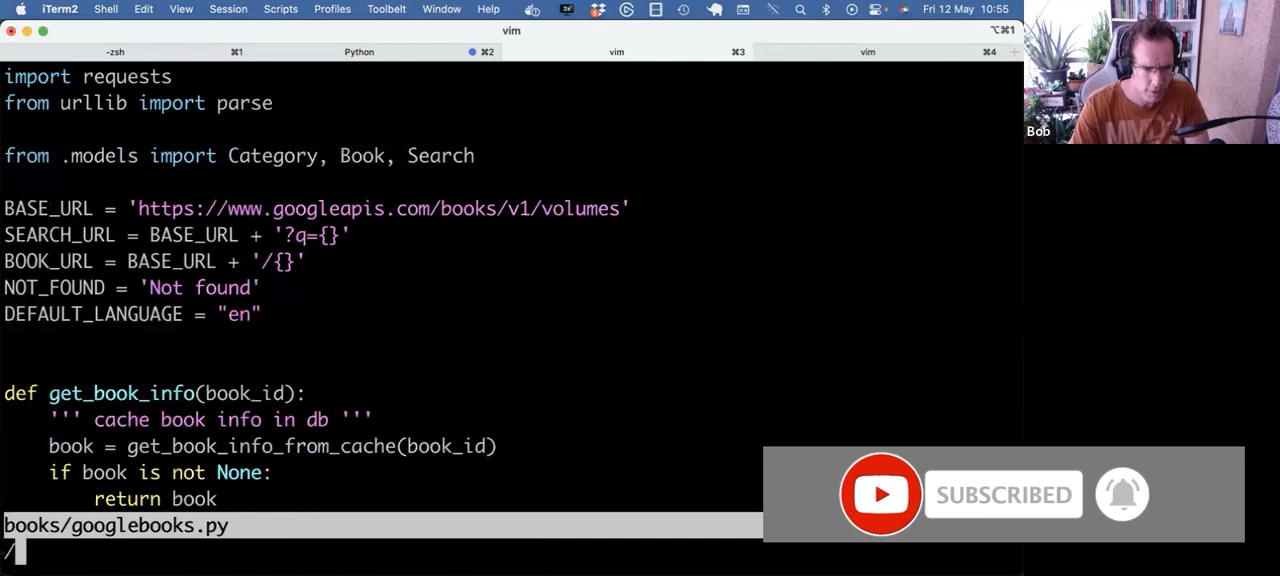 iTerm2 Shell Edit View Session Scripts Profiles Toolbelt Window Help Fri 12 May 10:55
vim ⌥⌘1
-zsh ⌘1 Python ⌘2 vim ⌘3 vim ⌘4
import requests
from urllib import parse
from .models import Category, Book, Search
BASE_URL = 'https://www.googleapis.com/books/v1/volumes'
SEARCH_URL = BASE_URL + '?q={}'
BOOK_URL = BASE_URL + '/{}'
NOT_FOUND = 'Not found'
DEFAULT_LANGUAGE = "en"
def get_book_info(book_id):
''' cache book info in db '''
book = get_book_info_from_cache(book_id)
if book is not None:
return book
books/googlebooks.py
/
Bob
SUBSCRIBED